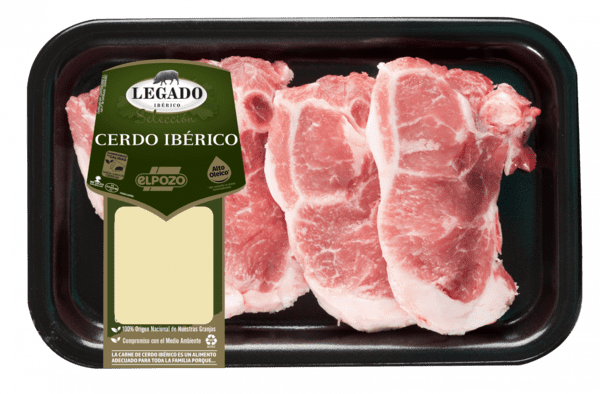 LEGADO
IBÉRICO
Selección
CERDO IBÉRICO
ELPOZO
Alto Oleico
100% Origen Nacional de Nuestras Granjas
Compromiso con el Medio Ambiente
LA CARNE DE CERDO IBÉRICO ES UN ALIMENTO
ADECUADO PARA TODA LA FAMILIA PORQUE...